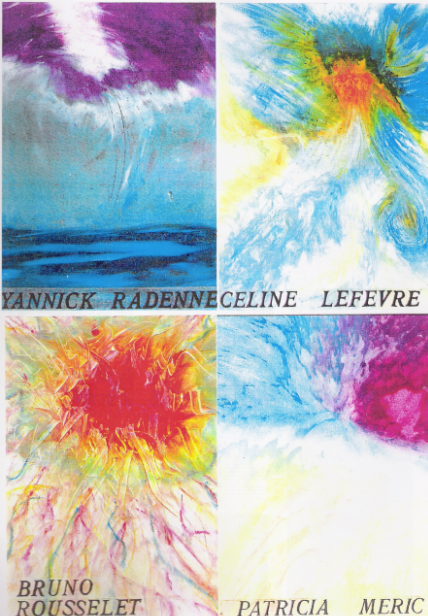 YANNICK RADENNE
CELINE LEFEVRE
BRUNO
ROUSSELET
PATRICIA MERIC